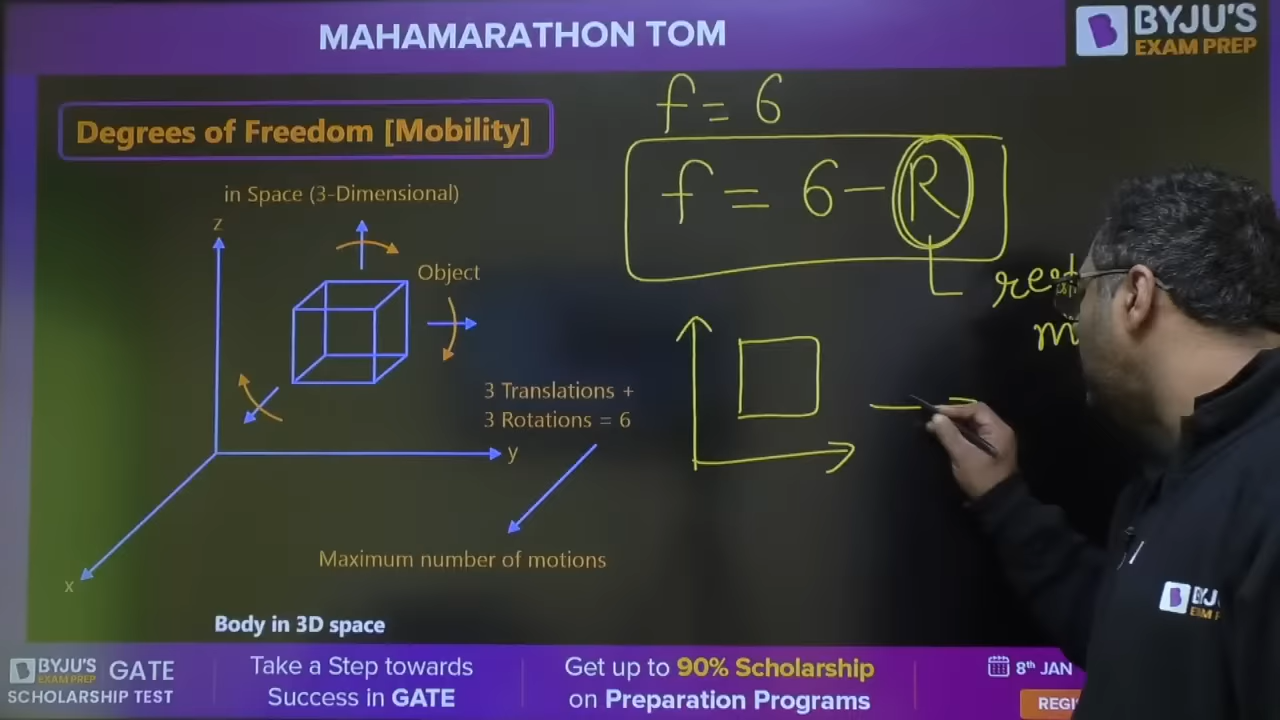 MAHAMARATHON TOM
BYJU'S
EXAM PREP
Degrees of Freedom [Mobility]
in Space (3-Dimensional)
z
Object
3 Translations +
3 Rotations = 6
y
Maximum number of motions
x
Body in 3D space
f = 6
f = 6 - R
BYJU'S
EXAM PREP
GATE
SCHOLARSHIP TEST
Take a Step towards
Success in GATE
Get up to 90% Scholarship
on Preparation Programs
8th JAN